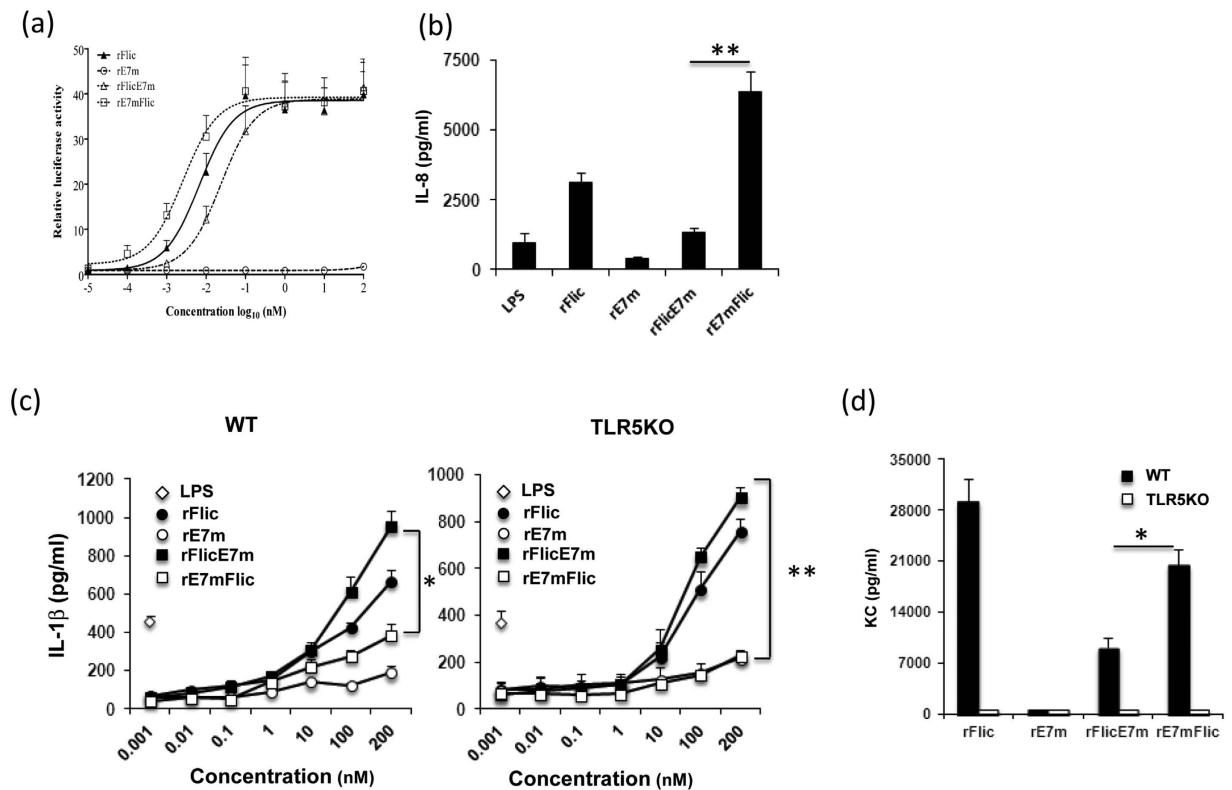 (a)
50
40
30
20
10
0
Relative luciferase activity
rFlic
rE7m
rFlicE7m
rE7mFlic
-5 -4 -3 -2 -1 0 1 2
Concentration log10 (nM)
(b)
7500
5000
2500
0
IL-8 (pg/ml)
**
LPS rFlic rE7m rFlicE7m rE7mFlic
(c)
WT
1200
1000
800
600
400
200
0
IL-1β (pg/ml)
LPS
rFlic
rE7m
rFlicE7m
rE7mFlic
*
0.001 0.01 0.1 1 10 100 200
Concentration (nM)
TLR5KO
1000
800
600
400
200
0
LPS
rFlic
rE7m
rFlicE7m
rE7mFlic
**
0.001 0.01 0.1 1 10 100 200
Concentration (nM)
(d)
35000
28000
21000
14000
7000
0
KC (pg/ml)
WT
TLR5KO
*
rFlic rE7m rFlicE7m rE7mFlic